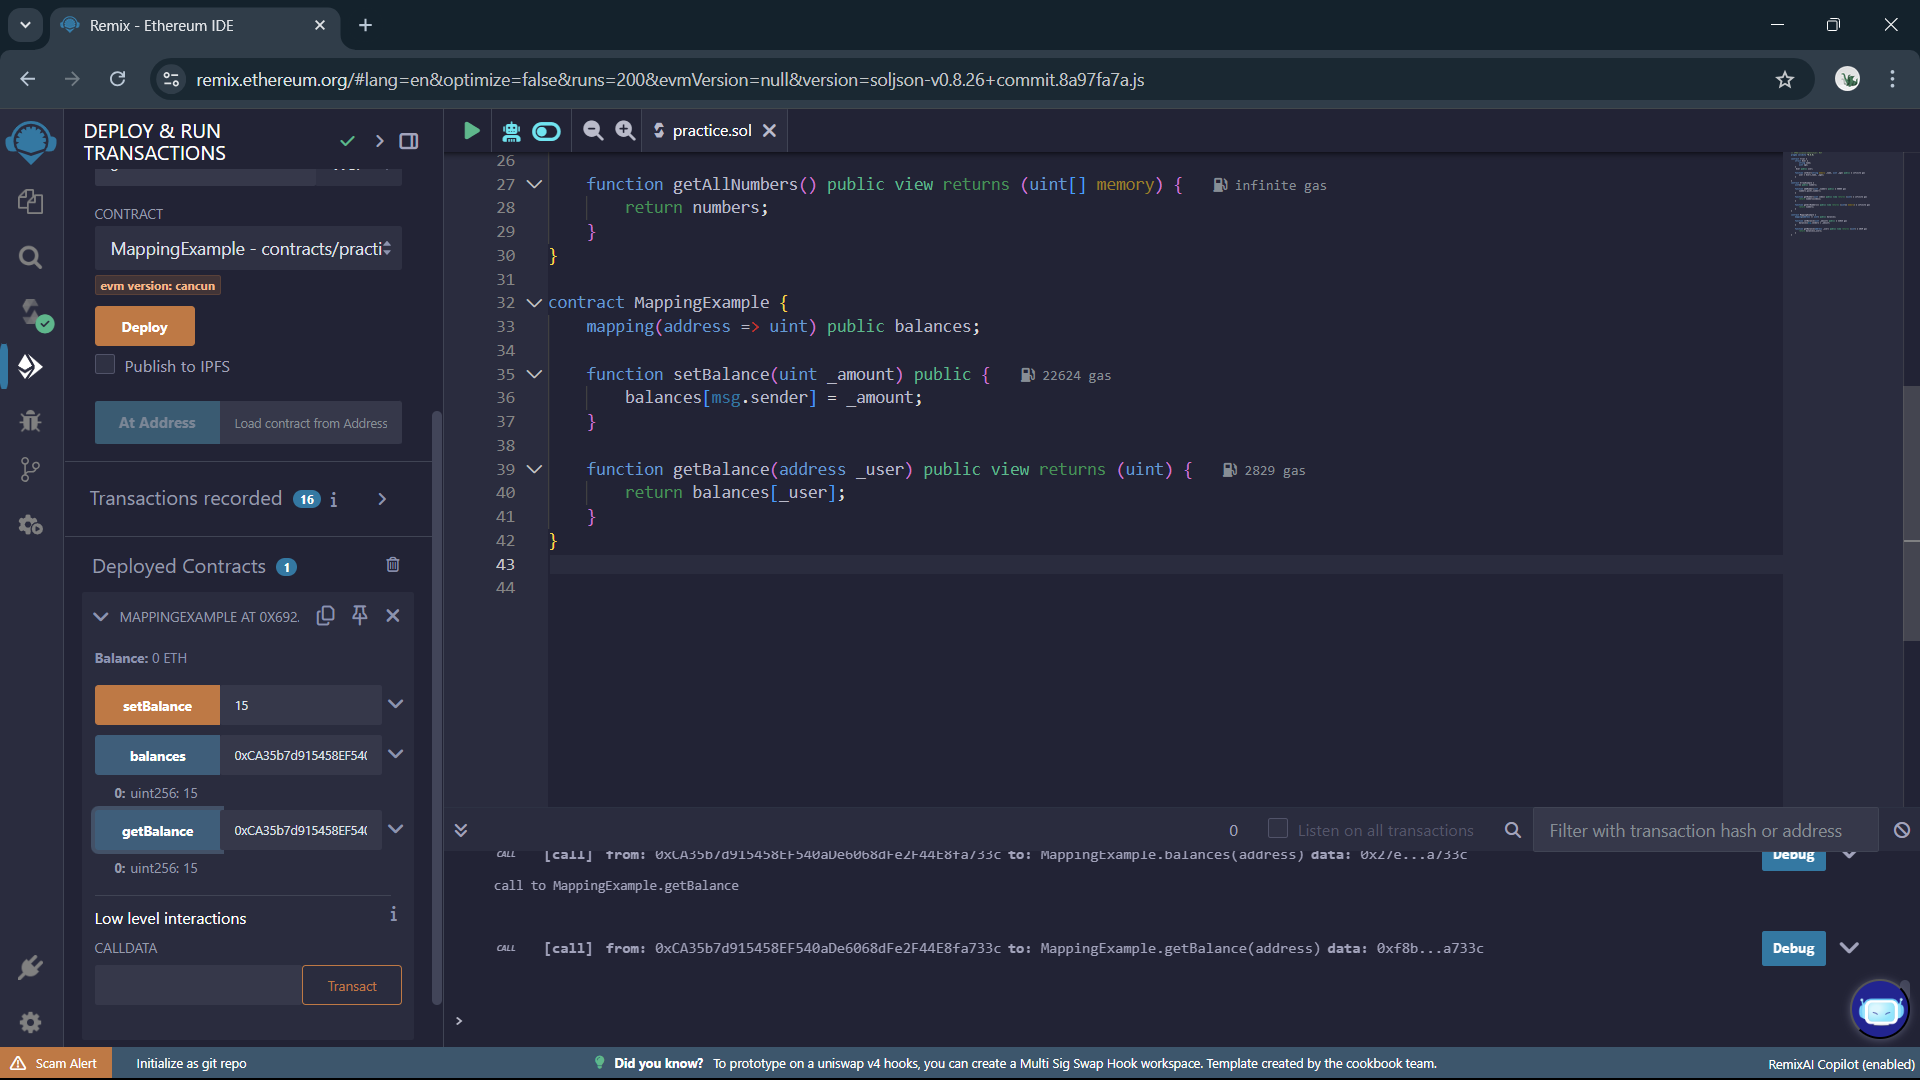 Remix - Ethereum IDE
remix.ethereum.org/#lang=en&optimize=false&runs=200&evmVersion=null&version=soljson-v0.8.26+commit.8a97fa7a.js
DEPLOY & RUN
TRANSACTIONS
CONTRACT
MappingExample - contracts/practi
evm version: cancun
Deploy
Publish to IPFS
At Address
Load contract from Address
Transactions recorded 16 i
Deployed Contracts 1
MAPPINGEXAMPLE AT 0X692.
Balance: 0 ETH
setBalance 15
balances 0xCA35b7d915458EF540
0: uint256: 15
getBalance 0xCA35b7d915458EF540
0: uint256: 15
Low level interactions i
CALLDATA
Transact
practice.sol
26
27 function getAllNumbers() public view returns (uint[] memory) { infinite gas
28 return numbers;
29 }
30 }
31
32 contract MappingExample {
33 mapping(address => uint) public balances;
34
35 function setBalance(uint _amount) public { 22624 gas
36 balances[msg.sender] = _amount;
37 }
38
39 function getBalance(address _user) public view returns (uint) { 2829 gas
40 return balances[_user];
41 }
42 }
43
44
0 Listen on all transactions Filter with transaction hash or address
CALL [call] from: 0xCA35b7d915458EF540aDe6068dFe2F44E8fa733c to: MappingExample.balances(address) data: 0x27e...a733c Debug
call to MappingExample.getBalance
CALL [call] from: 0xCA35b7d915458EF540aDe6068dFe2F44E8fa733c to: MappingExample.getBalance(address) data: 0xf8b...a733c Debug
>
Scam Alert Initialize as git repo Did you know? To prototype on a uniswap v4 hooks, you can create a Multi Sig Swap Hook workspace. Template created by the cookbook team. RemixAI Copilot (enabled)